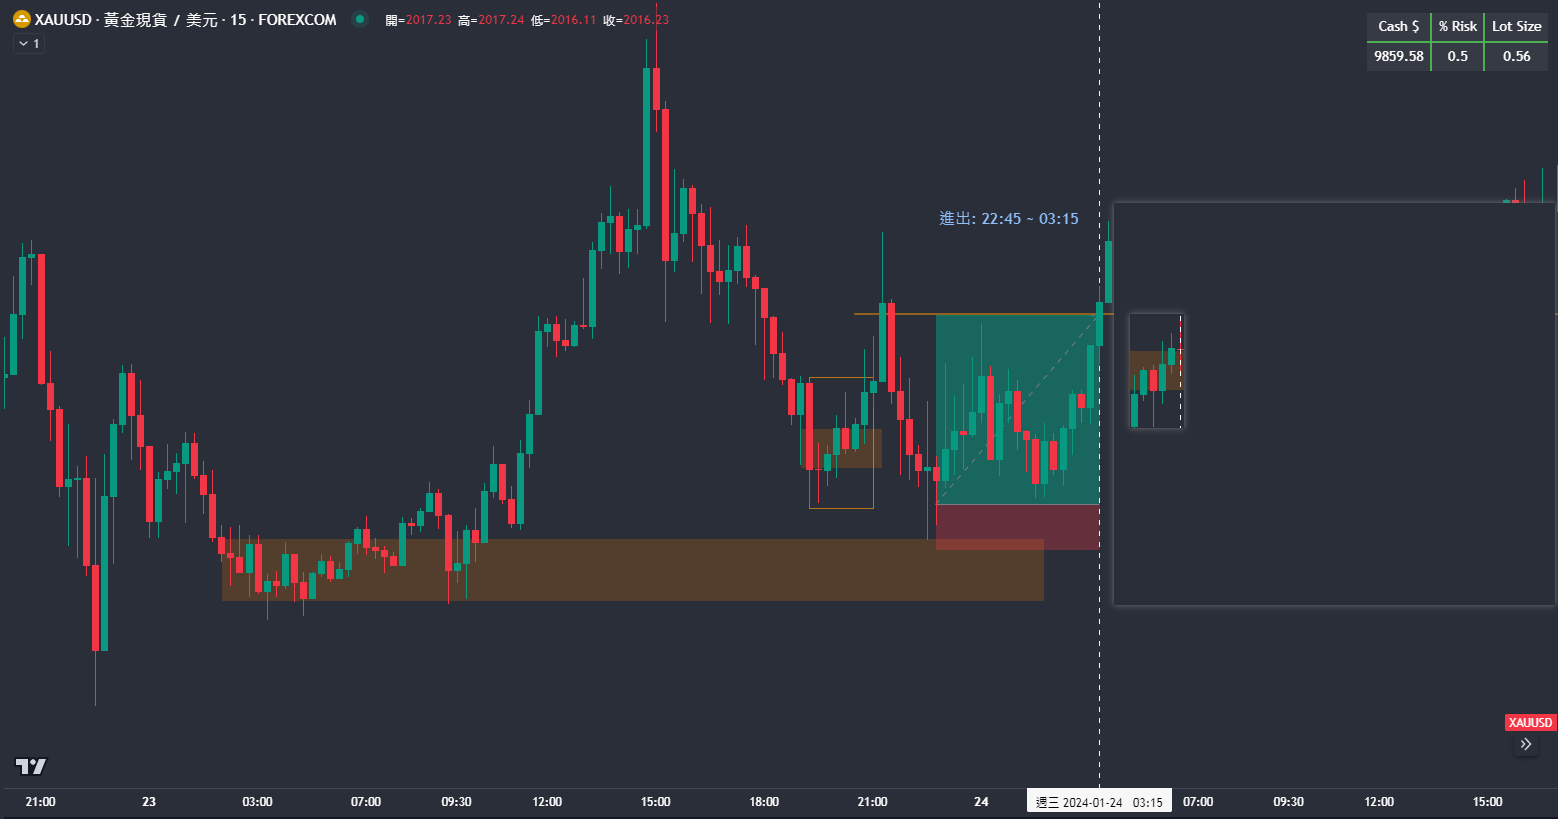 XAUUSD · 黃金現貨 / 美元 · 15 · FOREXCOM 開=2017.23 高=2017.24 低=2016.11 收=2016.23
1
Cash $ % Risk Lot Size
9859.58 0.5 0.56
進出: 22:45 ~ 03:15
XAUUSD
21:00 23 03:00 07:00 09:30 12:00 15:00 18:00 21:00 24 週三 2024-01-24 03:15 07:00 09:30 12:00 15:00